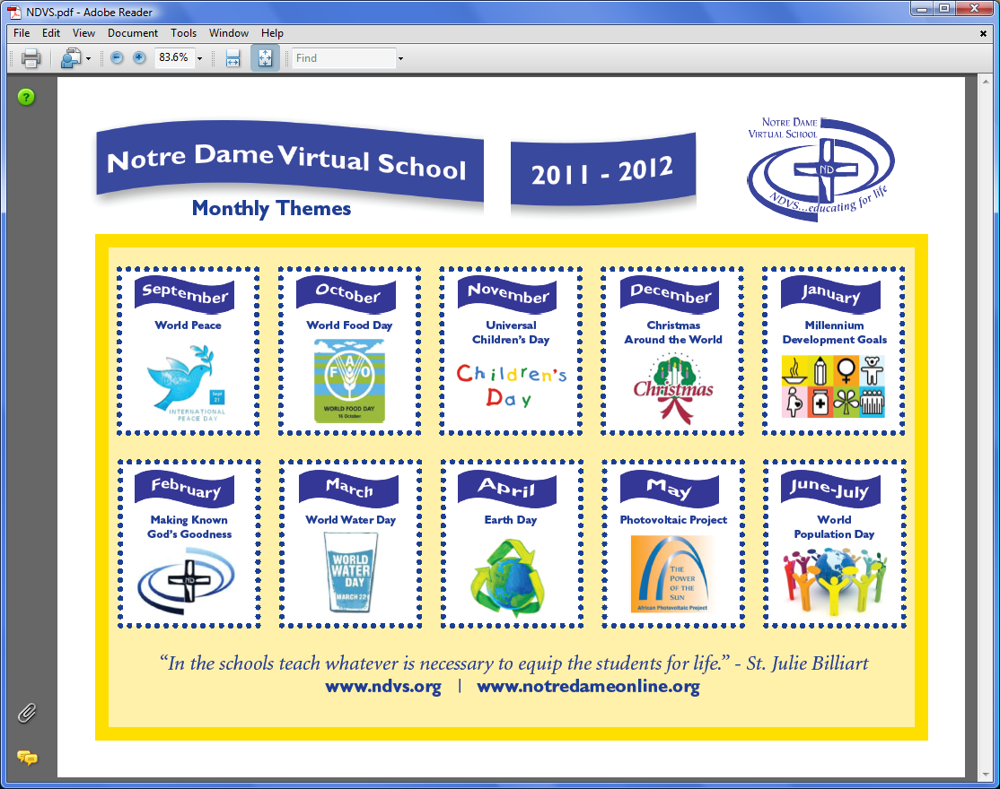 NDVS.pdf - Adobe Reader
File Edit View Document Tools Window Help
83.6% Find
Notre Dame Virtual School
2011 - 2012
Monthly Themes
NOTRE DAME
VIRTUAL SCHOOL
ND
NDVS...educating for life
September
World Peace
Sept
21
INTERNATIONAL
PEACE DAY
October
World Food Day
FAO
WORLD FOOD DAY
16 October
November
Universal
Children's Day
Children's
Day
December
Christmas
Around the World
Christmas
January
Millennium
Development Goals
February
Making Known
God's Goodness
ND
March
World Water Day
WORLD
WATER
DAY
MARCH 22
April
Earth Day
May
Photovoltaic Project
THE
POWER
OF THE
SUN
African Photovoltaic Project
June-July
World
Population Day
“In the schools teach whatever is necessary to equip the students for life.” - St. Julie Billiart
www.ndvs.org | www.notredameonline.org